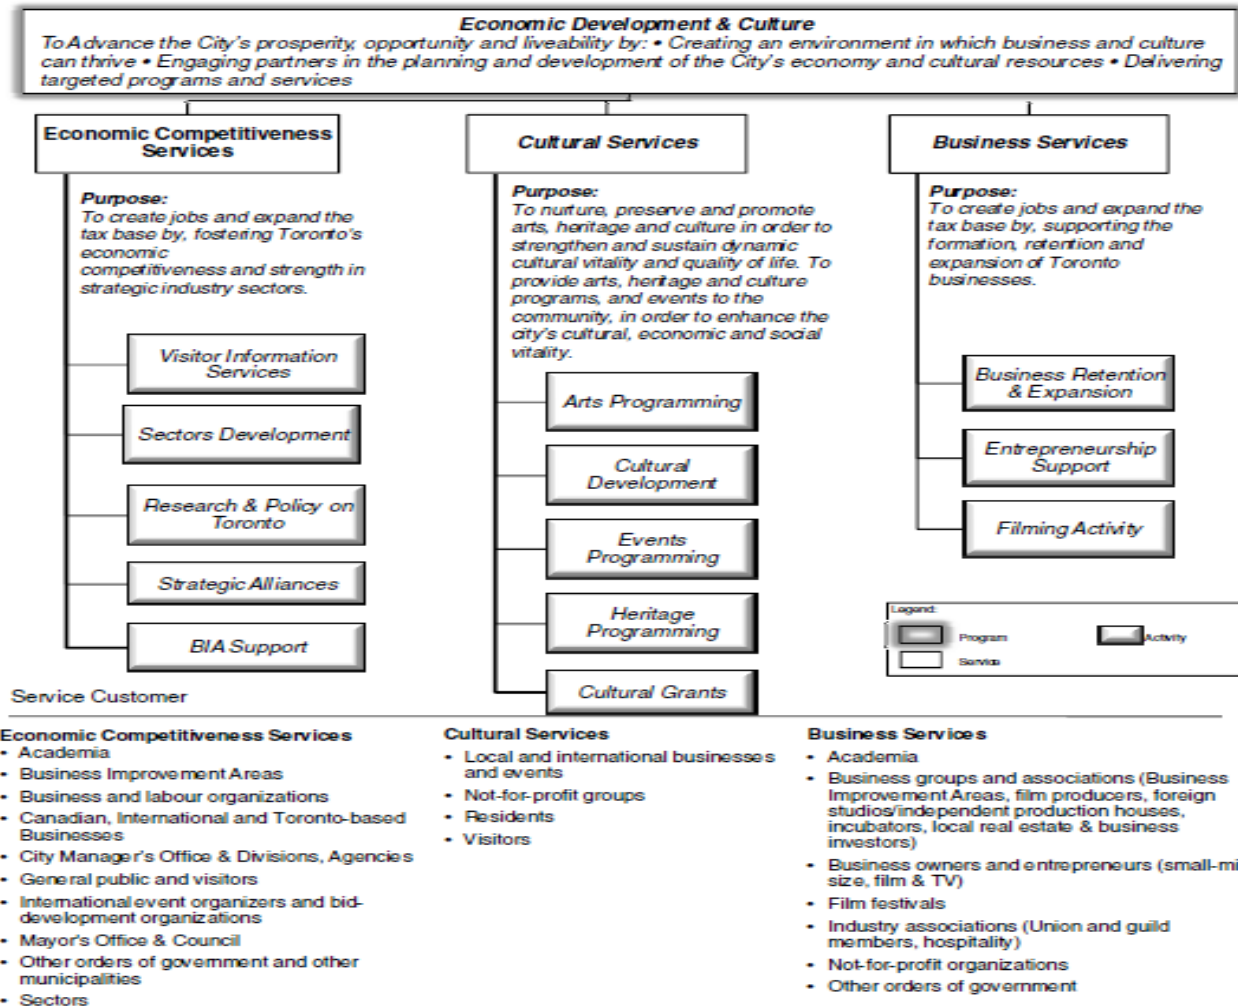 Economic Development & Culture
To Advance the City's prosperity, opportunity and liveability by: • Creating an environment in which business and culture
can thrive • Engaging partners in the planning and development of the City's economy and cultural resources • Delivering
targeted programs and services
Economic Competitiveness
Services
Purpose:
To create jobs and expand the
tax base by, fostering Toronto's
economic
competitiveness and strength in
strategic industry sectors.
Visitor Information
Services
Sectors Development
Research & Policy on
Toronto
Strategic Alliances
BIA Support
Cultural Services
Purpose:
To nurture, preserve and promote
arts, heritage and culture in order to
strengthen and sustain dynamic
cultural vitality and quality of life. To
provide arts, heritage and culture
programs, and events to the
community, in order to enhance the
city's cultural, economic and social
vitality.
Arts Programming
Cultural
Development
Events
Programming
Heritage
Programming
Cultural Grants
Business Services
Purpose:
To create jobs and expand the
tax base by, supporting the
formation, retention and
expansion of Toronto
businesses.
Business Retention
& Expansion
Entrepreneurship
Support
Filming Activity
Legend:
Program
Activity
Service
Service Customer
Economic Competitiveness Services
• Academia
• Business Improvement Areas
• Business and labour organizations
• Canadian, International and Toronto-based
Businesses
• City Manager's Office & Divisions, Agencies
• General public and visitors
• International event organizers and bid-
development organizations
• Mayor's Office & Council
• Other orders of government and other
municipalities
• Sectors
Cultural Services
• Local and international businesses
and events
• Not-for-profit groups
• Residents
• Visitors
Business Services
• Academia
• Business groups and associations (Business
Improvement Areas, film producers, foreign
studios/independent production houses,
incubators, local real estate & business
investors)
• Business owners and entrepreneurs (small-mi
size, film & TV)
• Film festivals
• Industry associations (Union and guild
members, hospitality)
• Not-for-profit organizations
• Other orders of government